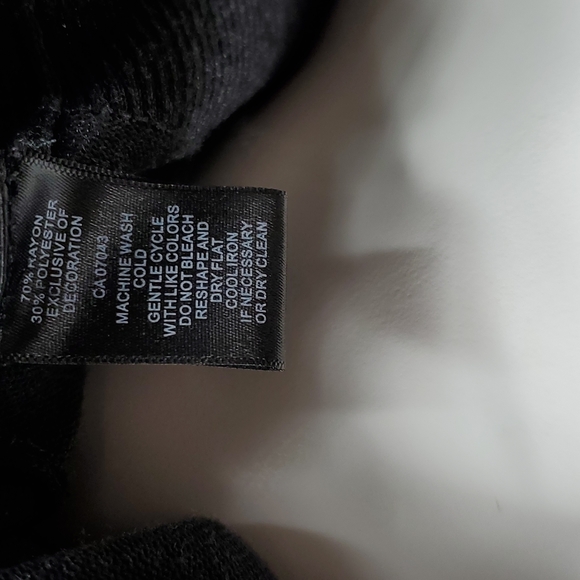 70% RAYON
30% POLYESTER
EXCLUSIVE OF
DECORATION
CA 07043
MACHINE WASH
COLD
GENTLE CYCLE
WITH LIKE COLORS
DO NOT BLEACH
RESHAPE AND
DRY FLAT
COOL IRON
IF NECESSARY
OR DRY CLEAN